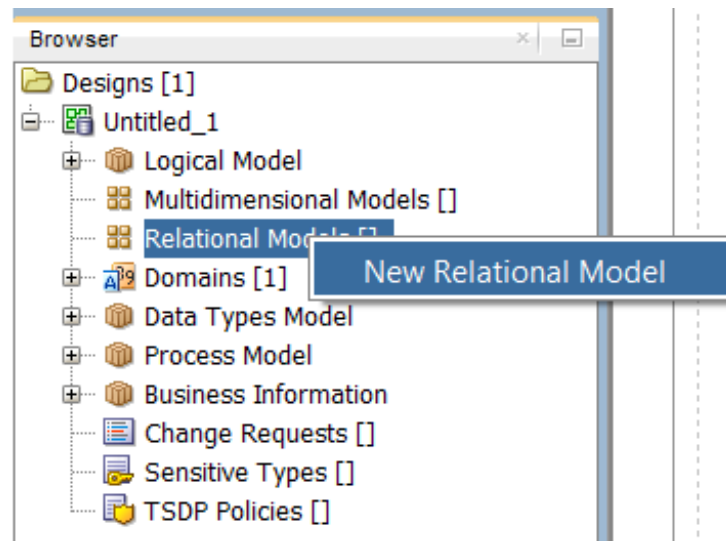 Browser
Designs [1]
Untitled_1
Logical Model
Multidimensional Models []
Relational Models []
New Relational Model
Domains [1]
Data Types Model
Process Model
Business Information
Change Requests []
Sensitive Types []
TSDP Policies []